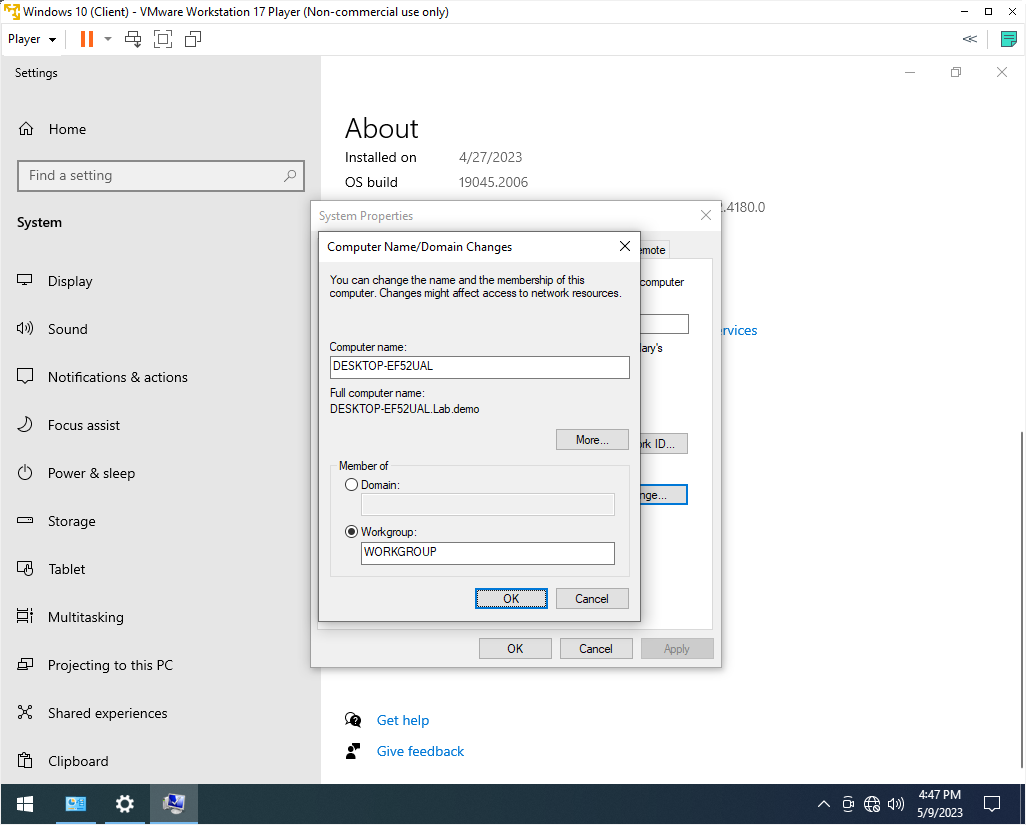 Windows 10 (Client) - VMware Workstation 17 Player (Non-commercial use only)
Player
Settings
Home
Find a setting
System
Display
Sound
Notifications & actions
Focus assist
Power & sleep
Storage
Tablet
Multitasking
Projecting to this PC
Shared experiences
Clipboard
About
Installed on 4/27/2023
OS build 19045.2006
.4180.0
System Properties
Computer Name/Domain Changes
You can change the name and the membership of this
computer. Changes might affect access to network resources.
Computer name:
DESKTOP-EF52UAL
Full computer name:
DESKTOP-EF52UAL.Lab.demo
More...
Member of
Domain:
Workgroup:
WORKGROUP
OK Cancel
emote
computer
ary's
rk ID...
nge...
OK Cancel Apply
ervices
Get help
Give feedback
4:47 PM
5/9/2023